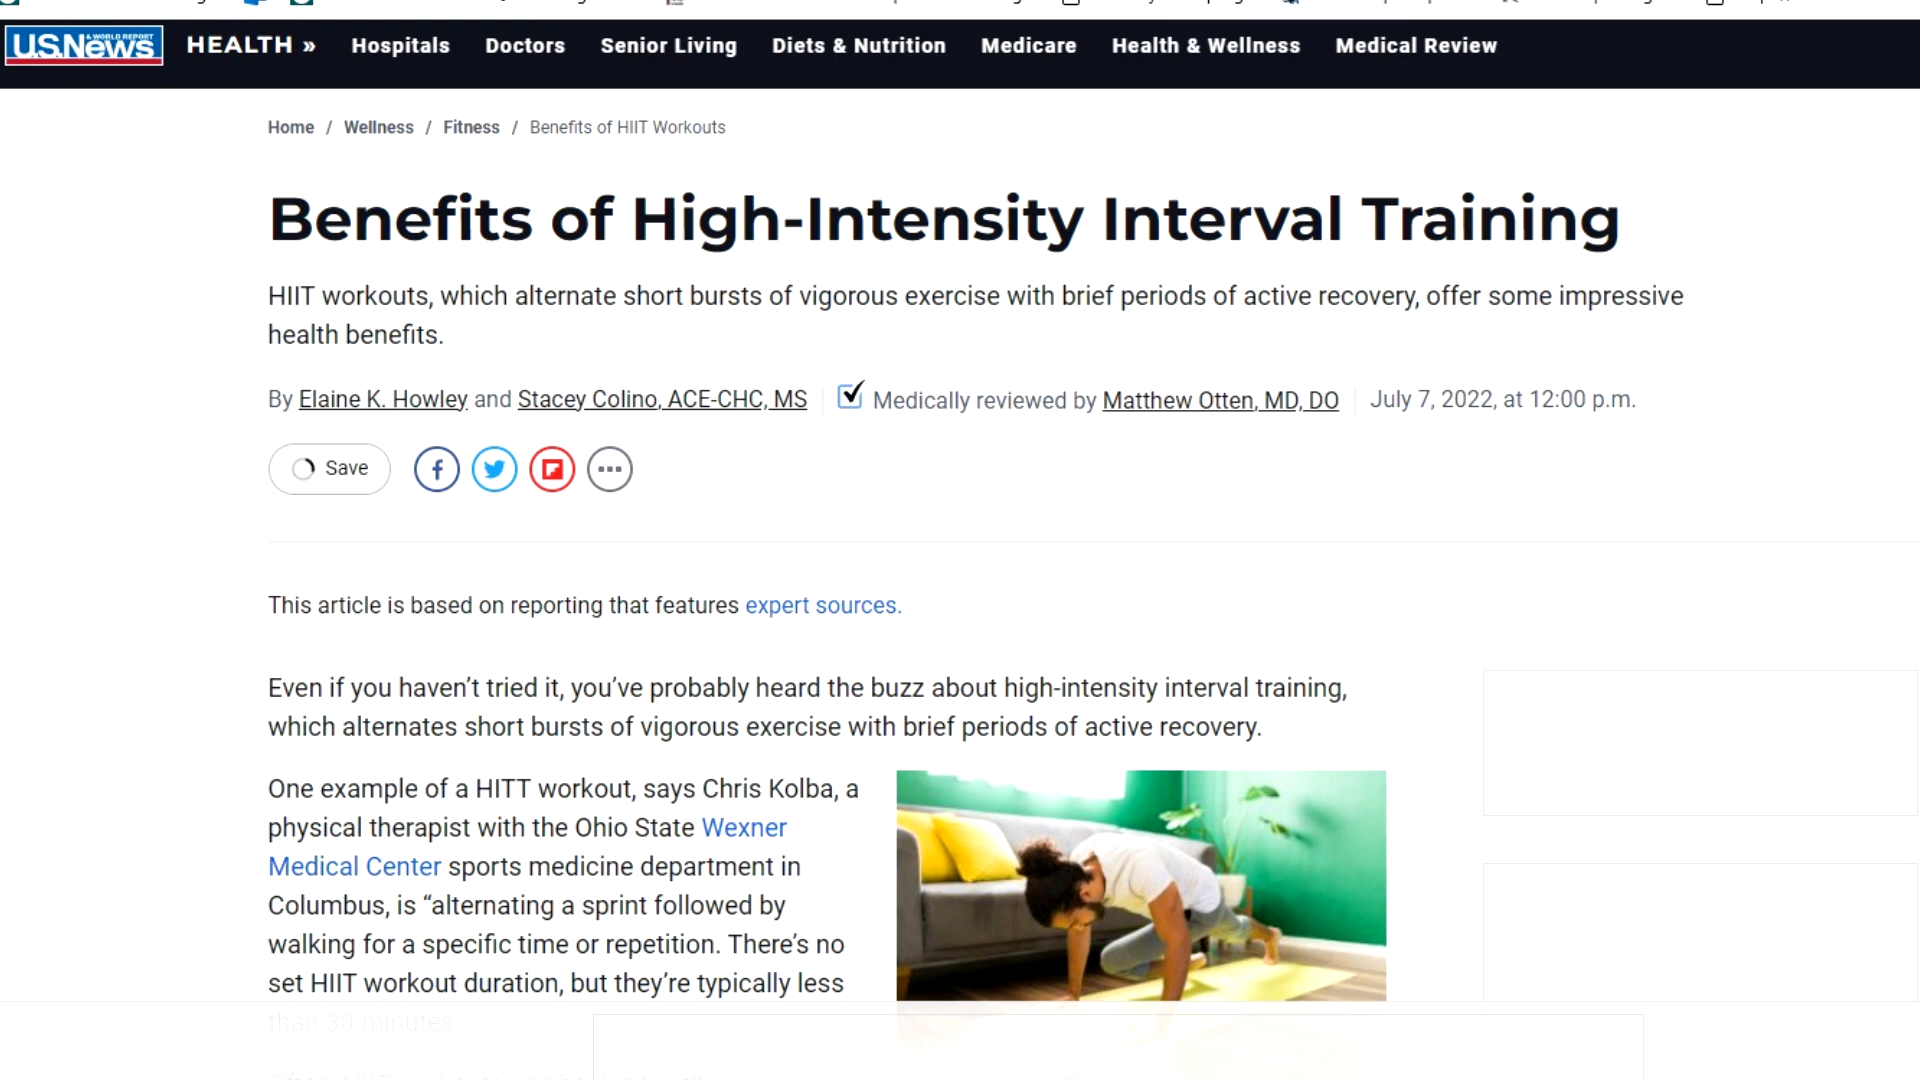 U.S.News
& WORLD REPORT
HEALTH » Hospitals Doctors Senior Living Diets & Nutrition Medicare Health & Wellness Medical Review
Home / Wellness / Fitness / Benefits of HIIT Workouts
Benefits of High-Intensity Interval Training
HIIT workouts, which alternate short bursts of vigorous exercise with brief periods of active recovery, offer some impressive
health benefits.
By Elaine K. Howley and Stacey Colino, ACE-CHC, MS Medically reviewed by Matthew Otten, MD, DO July 7, 2022, at 12:00 p.m.
Save
This article is based on reporting that features expert sources.
Even if you haven’t tried it, you’ve probably heard the buzz about high-intensity interval training,
which alternates short bursts of vigorous exercise with brief periods of active recovery.
One example of a HITT workout, says Chris Kolba, a
physical therapist with the Ohio State Wexner
Medical Center sports medicine department in
Columbus, is “alternating a sprint followed by
walking for a specific time or repetition. There’s no
set HIIT workout duration, but they’re typically less
than 30 minutes.”